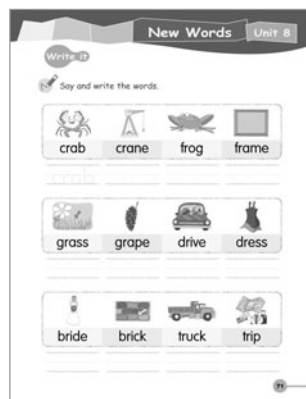 New Words Unit 8
Write it
Say and write the words.
crab crane frog frame
crab
grass grape drive dress
bride brick truck trip
71